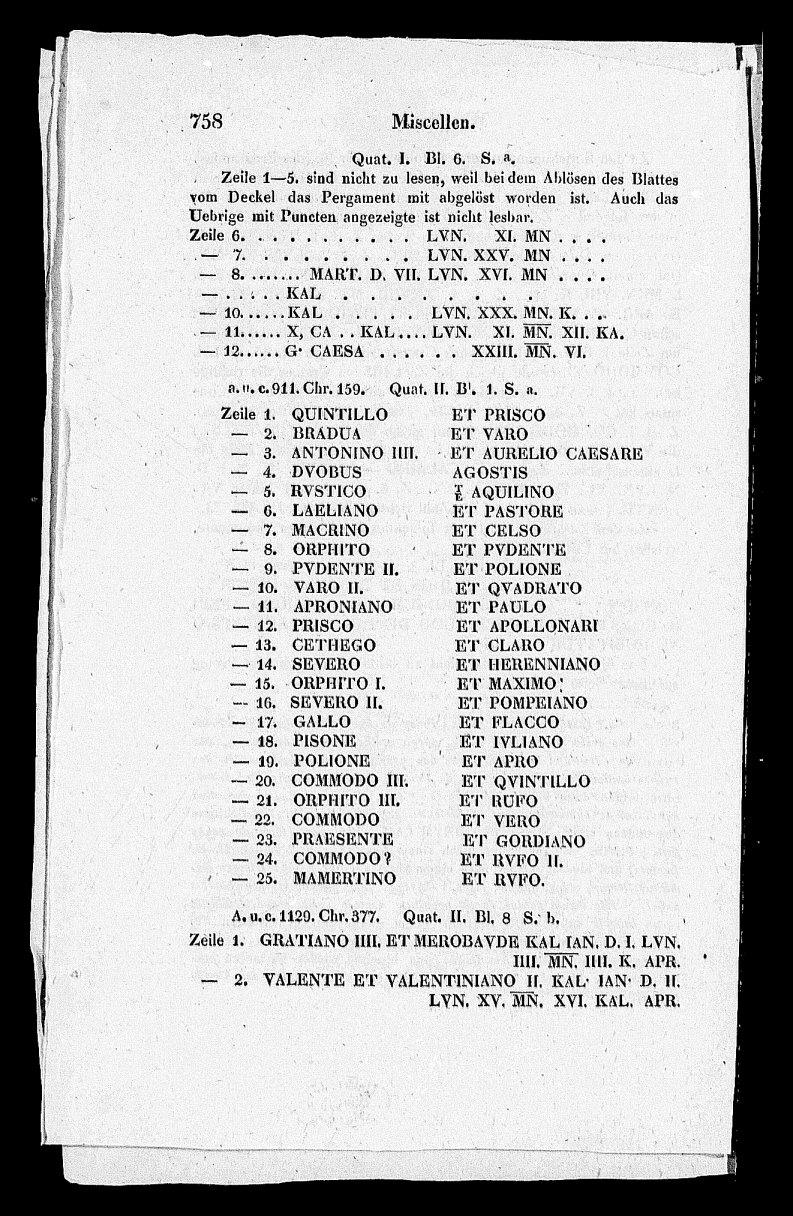 758 Miscellen.
Quat. I. Bl. 6. S. a.
Zeile 1—5. sind nicht zu lesen, weil bei dem Ablösen des Blattes
vom Deckel das Pergament mit abgelöst worden ist. Auch das
Uebrige mit Puncten angezeigte ist nicht lesbar.
Zeile 6. . . . . . . . . . . LVN. XI. MN . . . .
— 7. . . . . . . . . . LVN. XXV. MN . . . .
— 8. ....... MART. D. VII. LVN. XVI. MN . . . .
— . . . . . KAL . . . . . . . . .
— 10......KAL . . . . . LVN. XXX. MN. K. . ..
— 11...... X, CA . . KAL.... LVN. XI. M̅N̅. XII. KA.
— 12...... G· CAESA . . . . . . XXIII. M̅N̅. VI.
a. u. c. 911. Chr. 159. Quat. II. Bl. 1. S. a.
Zeile 1. QUINTILLO ET PRISCO
— 2. BRADUA ET VARO
— 3. ANTONINO IIII. ET AURELIO CAESARE
— 4. DVOBUS AGOSTIS
— 5. RVSTICO AQUILINO
— 6. LAELIANO ET PASTORE
— 7. MACRINO ET CELSO
— 8. ORPHITO ET PVDENTE
— 9. PVDENTE II. ET POLIONE
— 10. VARO II. ET QVADRATO
— 11. APRONIANO ET PAULO
— 12. PRISCO ET APOLLONARI
— 13. CETHEGO ET CLARO
— 14. SEVERO ET HERENNIANO
— 15. ORPHITO I. ET MAXIMO
— 16. SEVERO II. ET POMPEIANO
— 17. GALLO ET FLACCO
— 18. PISONE ET IVLIANO
— 19. POLIONE ET APRO
— 20. COMMODO III. ET QVINTILLO
— 21. ORPHITO III. ET RUFO
— 22. COMMODO ET VERO
— 23. PRAESENTE ET GORDIANO
— 24. COMMODO? ET RVFO II.
— 25. MAMERTINO ET RVFO.
A. u. c. 1129. Chr. 377. Quat. II. Bl. 8 S. b.
Zeile 1. GRATIANO IIII. ET MEROBAVDE KAL IAN. D. I. LVN.
IIII. M̅N̅. IIII. K. APR.
— 2. VALENTE ET VALENTINIANO II. KAL· IAN· D. II.
LVN. XV. M̅N̅. XVI. KAL. APR.